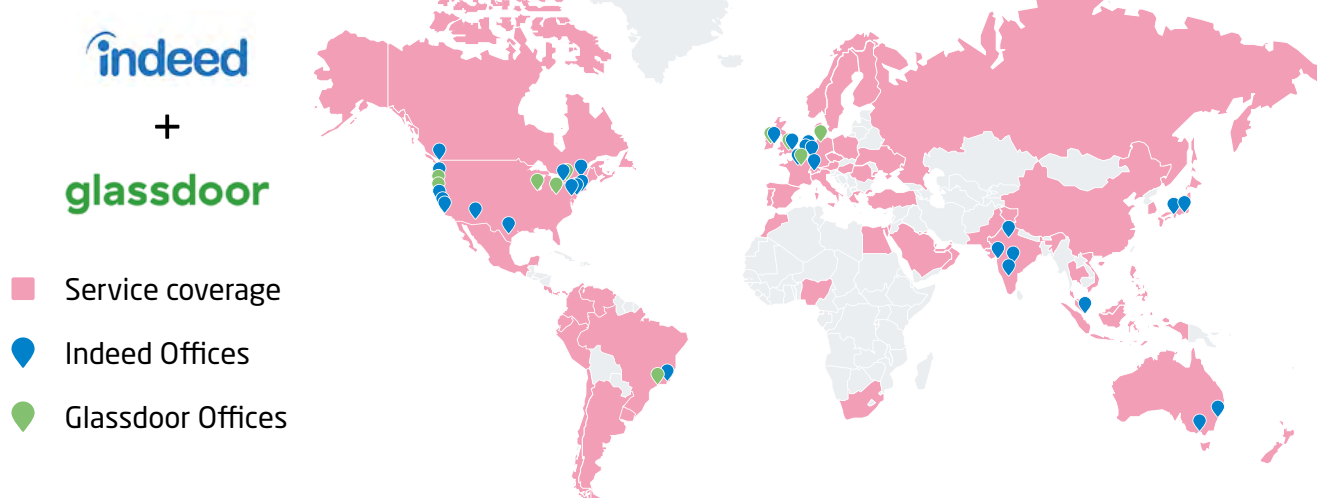 indeed
+
glassdoor
Service coverage
Indeed Offices
Glassdoor Offices